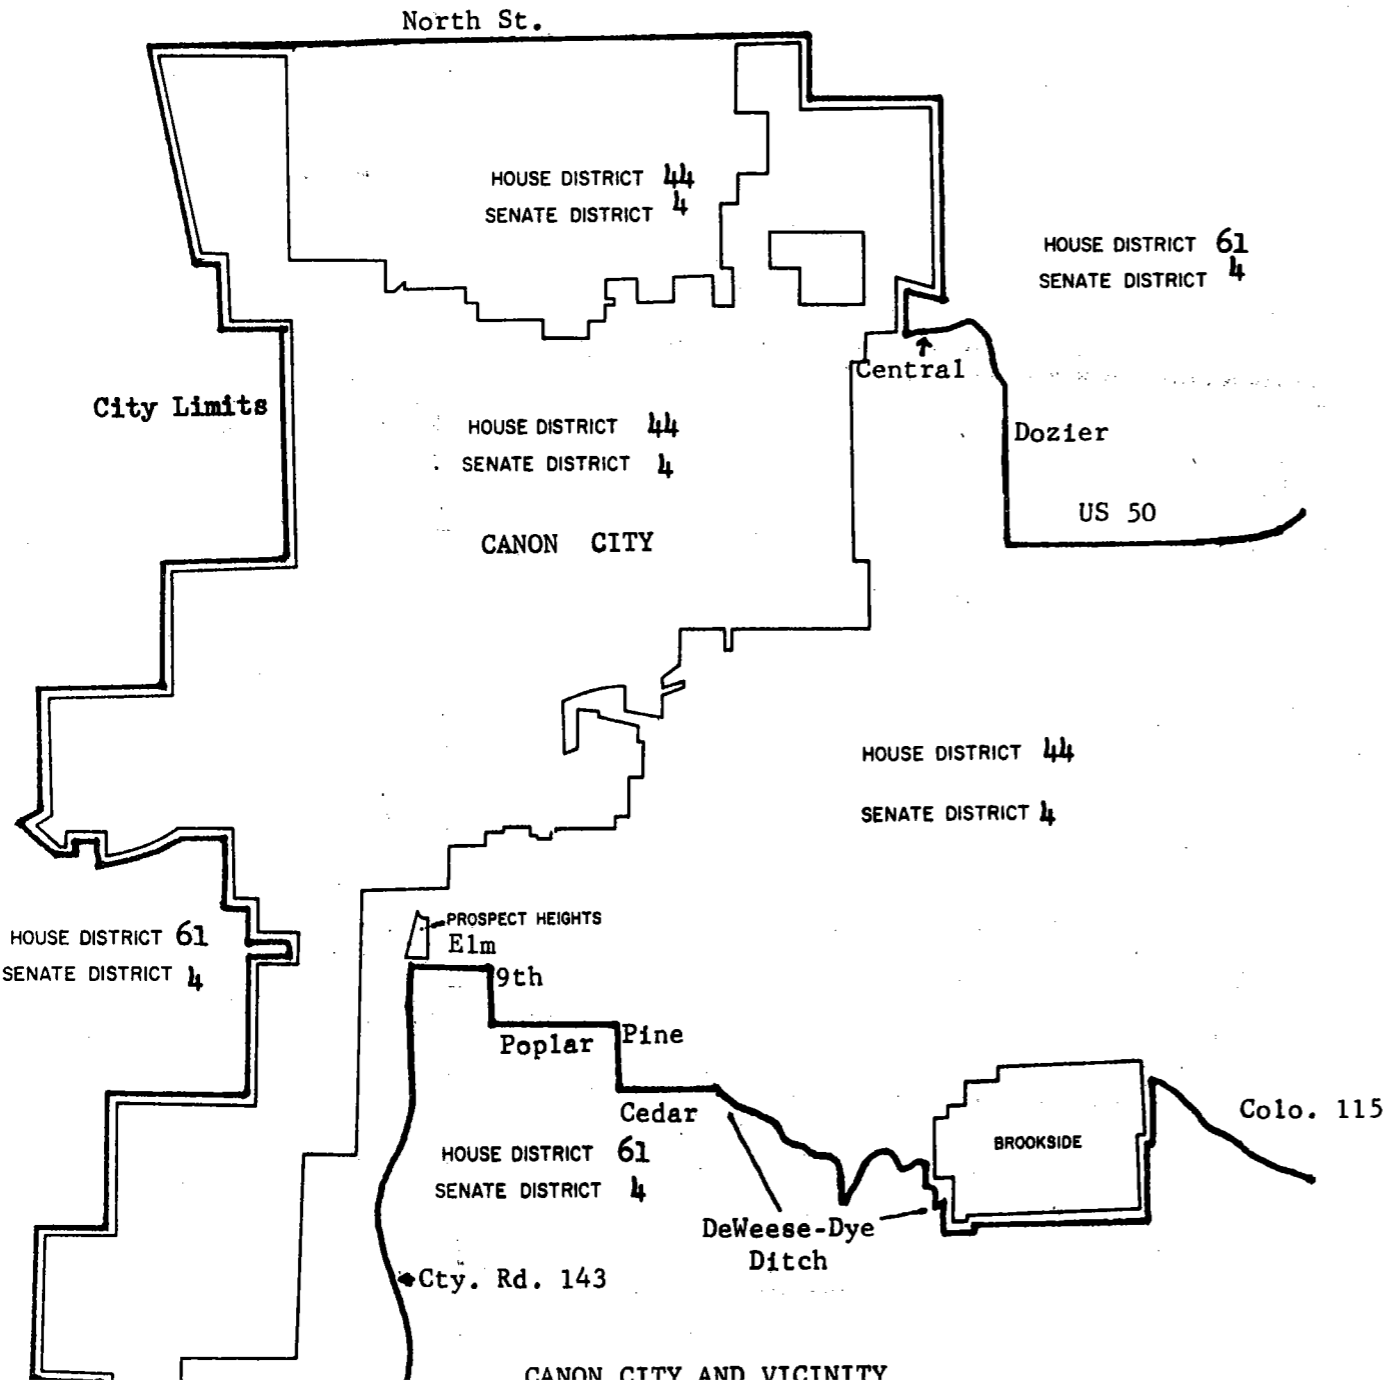 North St.
HOUSE DISTRICT 44
SENATE DISTRICT 4
HOUSE DISTRICT 61
SENATE DISTRICT 4
Central
City Limits
HOUSE DISTRICT 44
SENATE DISTRICT 4
Dozier
US 50
CANON CITY
HOUSE DISTRICT 44
SENATE DISTRICT 4
PROSPECT HEIGHTS
Elm
HOUSE DISTRICT 61
SENATE DISTRICT 4
9th
Poplar
Pine
Cedar
Colo. 115
BROOKSIDE
HOUSE DISTRICT 61
SENATE DISTRICT 4
DeWeese-Dye
Ditch
Cty. Rd. 143
CANON CITY AND VICINITY